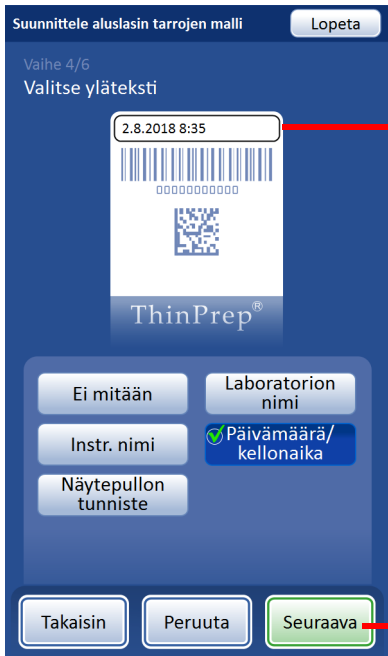 Suunnittele aluslasin tarrojen malli
Lopeta
Vaihe 4/6
Valitse yläteksti
2.8.2018 8:35
ThinPrep®
Ei mitään
Laboratorion
nimi
Instr. nimi
Päivämäärä/
kellonaika
Näytepullon
tunniste
Takaisin
Peruuta
Seuraava